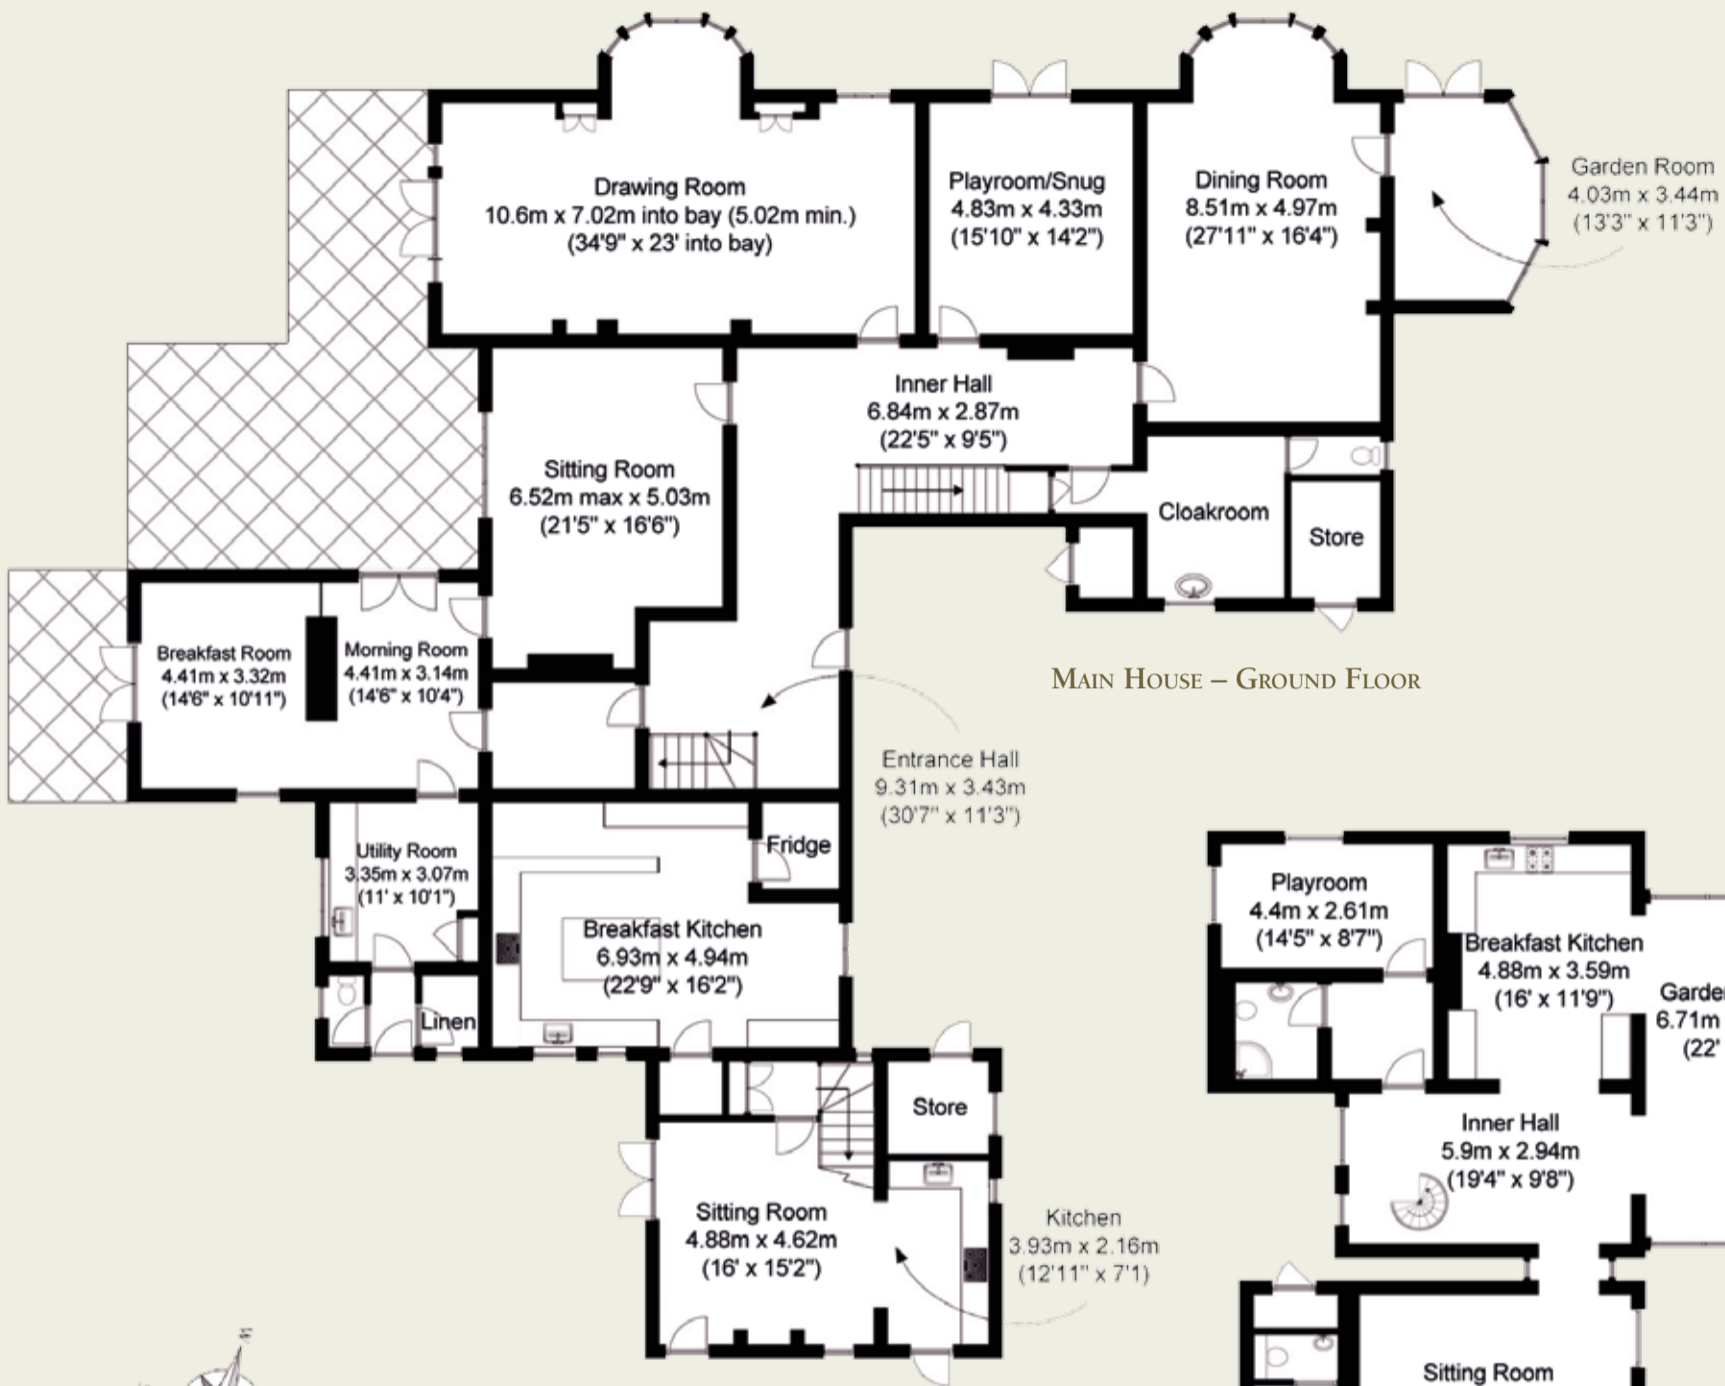 Drawing Room
10.6m x 7.02m into bay (5.02m min.)
(34'9" x 23' into bay)
Playroom/Snug
4.83m x 4.33m
(15'10" x 14'2")
Dining Room
8.51m x 4.97m
(27'11" x 16'4")
Garden Room
4.03m x 3.44m
(13'3" x 11'3")
Inner Hall
6.84m x 2.87m
(22'5" x 9'5")
Sitting Room
6.52m max x 5.03m
(21'5" x 16'6")
Cloakroom
Store
Breakfast Room
4.41m x 3.32m
(14'6" x 10'11")
Morning Room
4.41m x 3.14m
(14'6" x 10'4")
MAIN HOUSE – GROUND FLOOR
Entrance Hall
9.31m x 3.43m
(30'7" x 11'3")
Fridge
Utility Room
3.35m x 3.07m
(11' x 10'1")
Breakfast Kitchen
6.93m x 4.94m
(22'9" x 16'2")
Linen
Playroom
4.4m x 2.61m
(14'5" x 8'7")
Breakfast Kitchen
4.88m x 3.59m
(16' x 11'9")
Garde
6.71m
(22'
Store
Inner Hall
5.9m x 2.94m
(19'4" x 9'8")
Sitting Room
4.88m x 4.62m
(16' x 15'2")
Kitchen
3.93m x 2.16m
(12'11" x 7'1)
Sitting Room